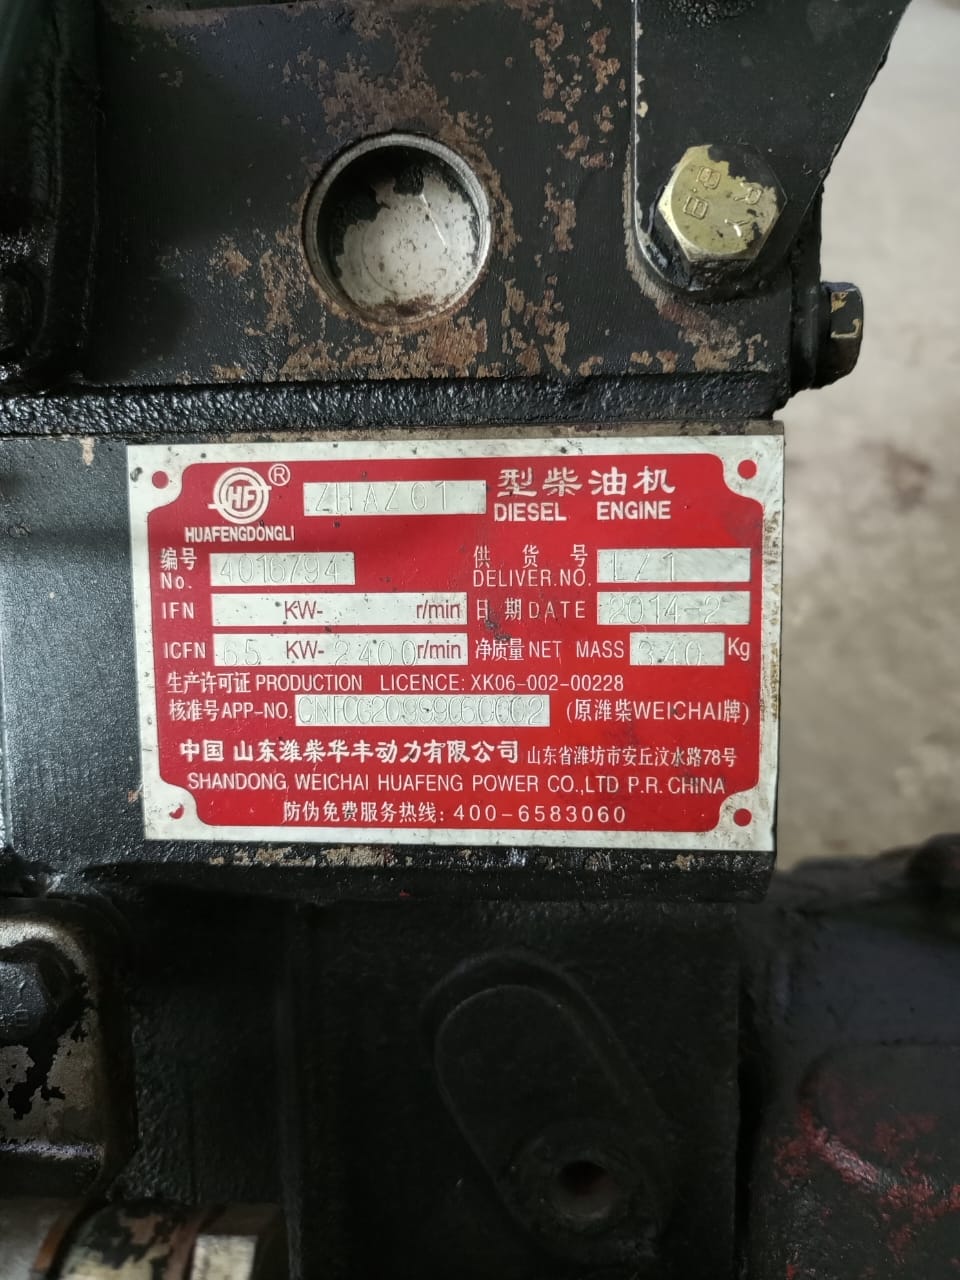 8.8
HF ®
HUAFENGDONGLI
ZHAZG1 型柴油机
DIESEL ENGINE
编号 No. 4016794 供货号 DELIVER.NO. LZ1
IFN KW- r/min 日期 DATE 2014-2
ICFN 65 KW- 2400 r/min 净质量 NET MASS 340 Kg
生产许可证 PRODUCTION LICENCE: XK06-002-00228
核准号 APP-NO. (原潍柴WEICHAI牌)
中国 山东潍柴华丰动力有限公司 山东省潍坊市安丘汶水路78号
SHANDONG WEICHAI HUAFENG POWER CO.,LTD P.R.CHINA
防伪免费服务热线: 400-6583060